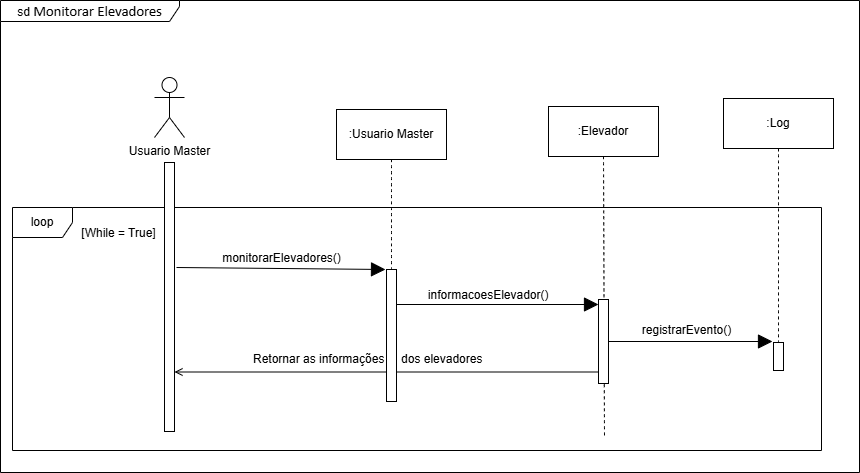 sd Monitorar Elevadores
Usuario Master
:Usuario Master
:Elevador
:Log
loop
[While = True]
monitorarElevadores()
informacoesElevador()
registrarEvento()
Retornar as informações dos elevadores